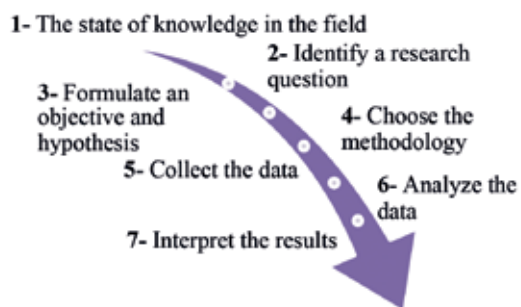 1- The state of knowledge in the field
2- Identify a research
question
3- Formulate an
objective and
hypothesis
4- Choose the
methodology
5- Collect the data
6- Analyze the
data
7- Interpret the results